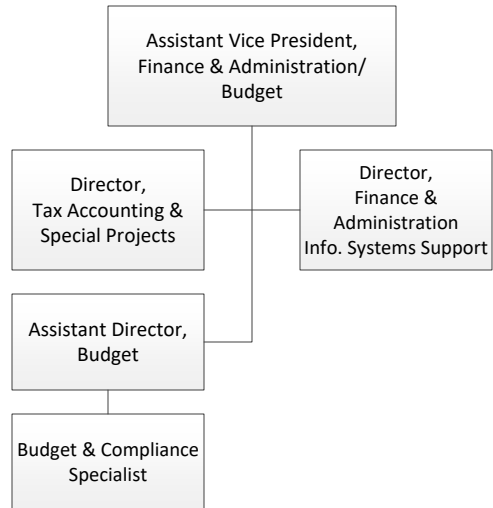 Assistant Vice President,
Finance & Administration/
Budget
Director,
Tax Accounting &
Special Projects
Director,
Finance &
Administration
Info. Systems Support
Assistant Director,
Budget
Budget & Compliance
Specialist